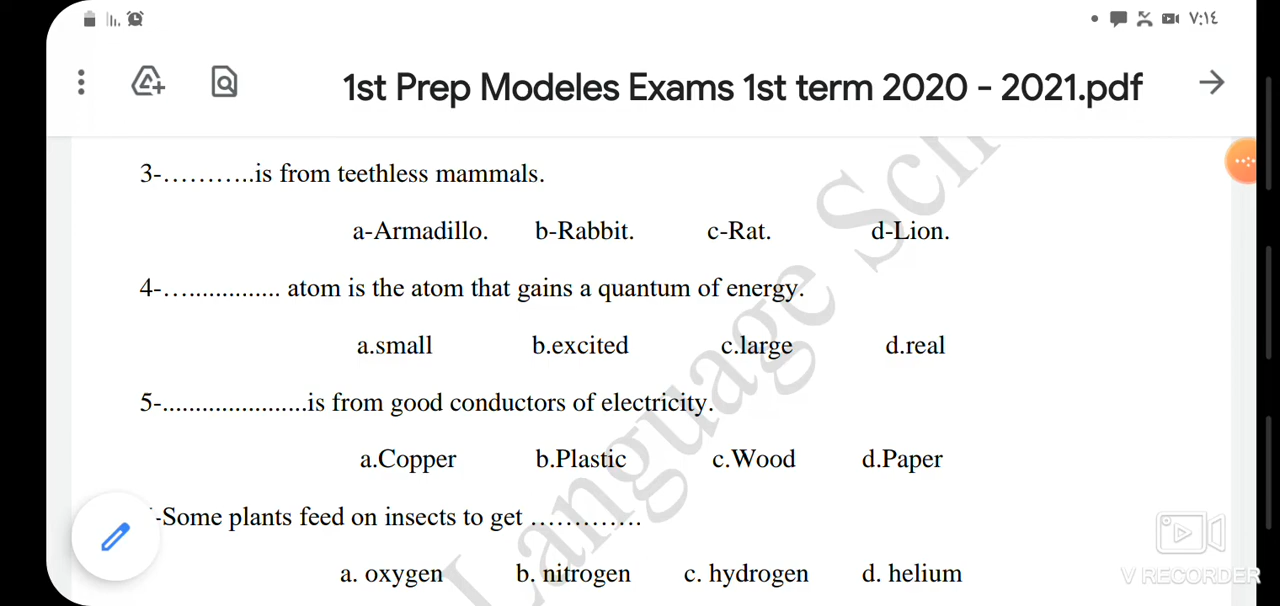 ٧:١٤
1st Prep Modeles Exams 1st term 2020 - 2021.pdf
3-………..is from teethless mammals.
a-Armadillo. b-Rabbit. c-Rat. d-Lion.
4-…............... atom is the atom that gains a quantum of energy.
a.small b.excited c.large d.real
5-......................is from good conductors of electricity.
a.Copper b.Plastic c.Wood d.Paper
-Some plants feed on insects to get ………….
a. oxygen b. nitrogen c. hydrogen d. helium
Language Sch
V RECORDER